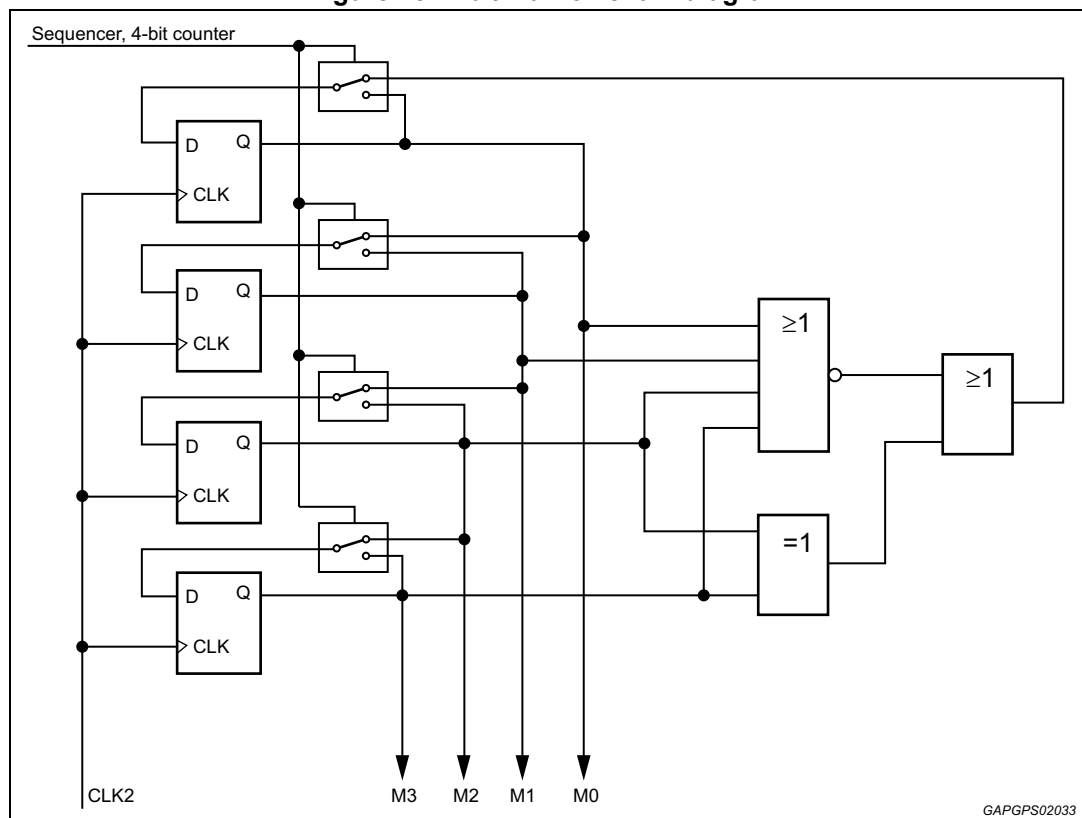 Sequencer, 4-bit counter
D Q
CLK
D Q
CLK
≥1
≥1
D Q
CLK
=1
D Q
CLK
CLK2 M3 M2 M1 M0
GAPGPS02033